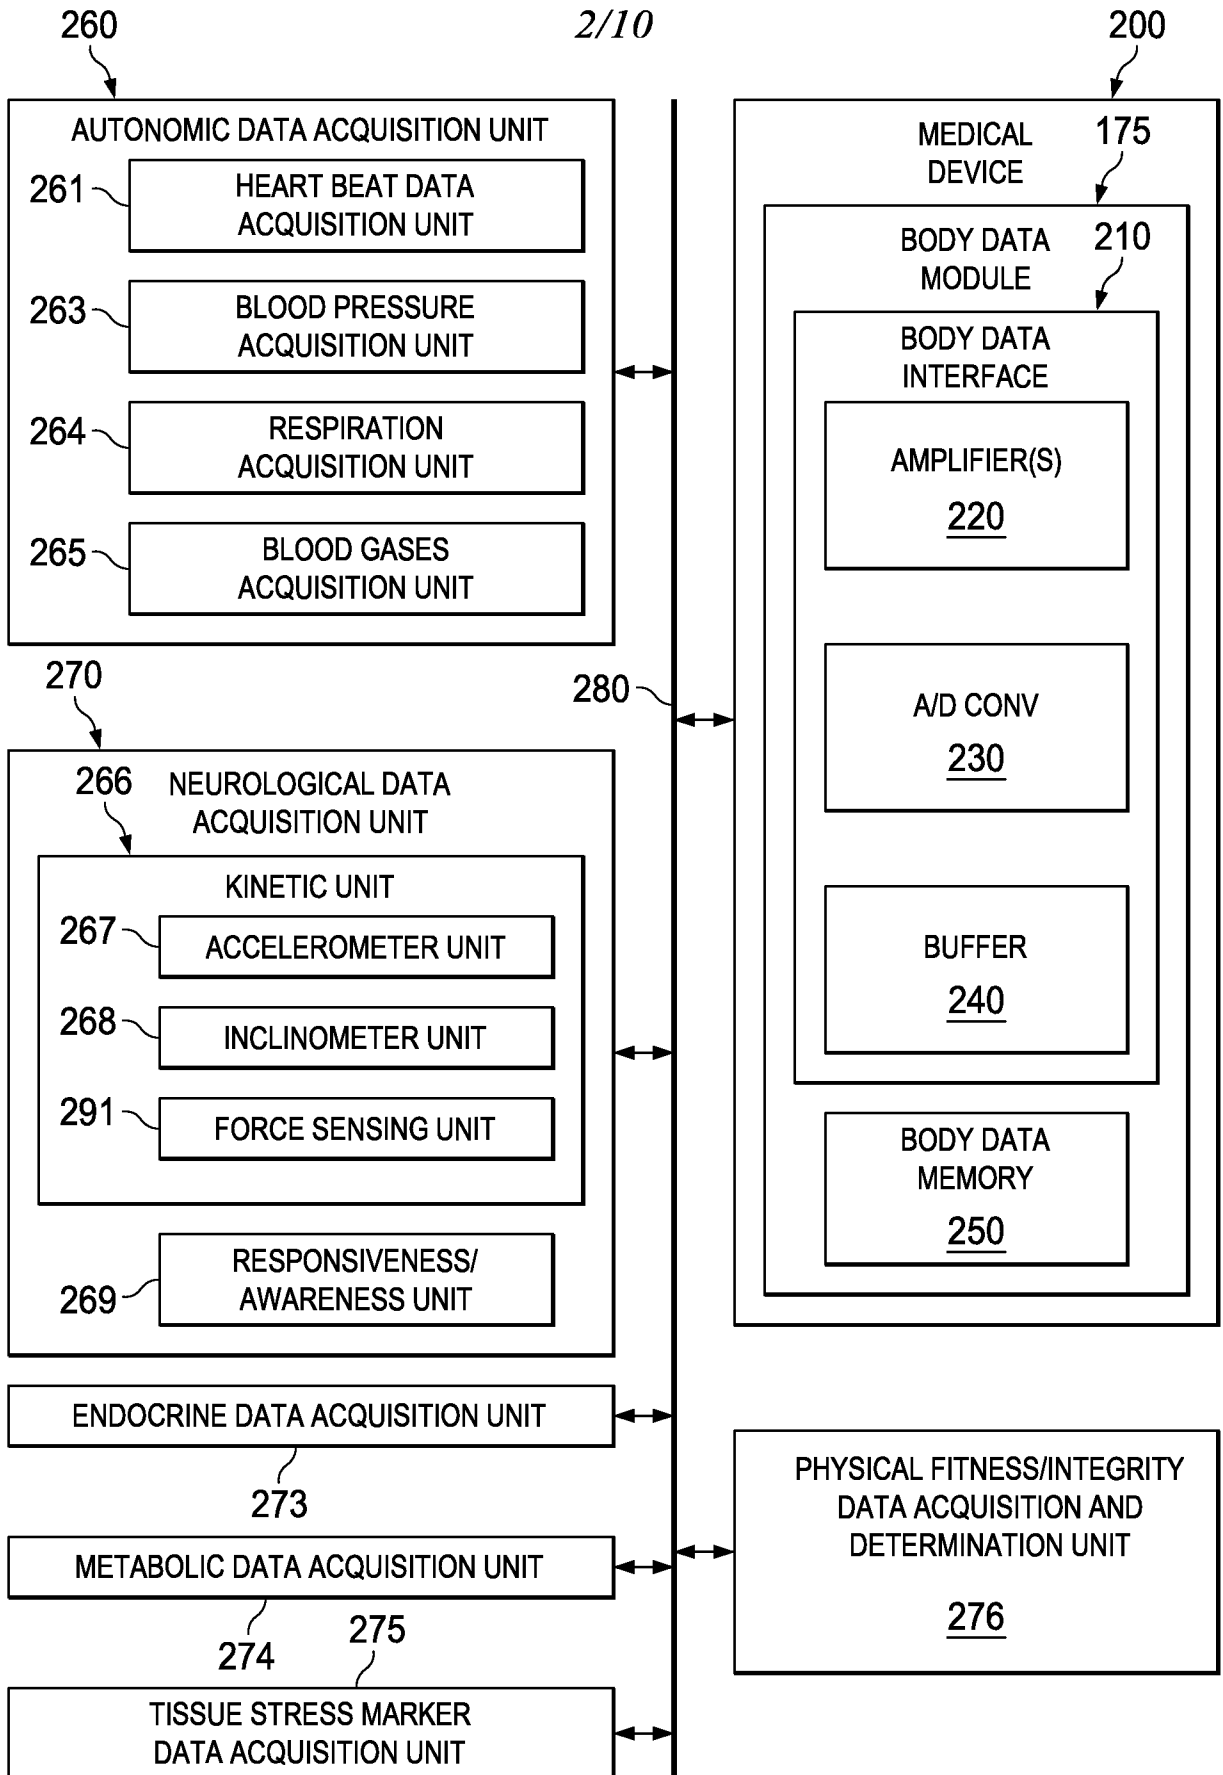 2/10
260
AUTONOMIC DATA ACQUISITION UNIT
261
HEART BEAT DATA
ACQUISITION UNIT
263
BLOOD PRESSURE
ACQUISITION UNIT
264
RESPIRATION
ACQUISITION UNIT
265
BLOOD GASES
ACQUISITION UNIT
270
NEUROLOGICAL DATA
ACQUISITION UNIT
266
KINETIC UNIT
267
ACCELEROMETER UNIT
268
INCLINOMETER UNIT
291
FORCE SENSING UNIT
269
RESPONSIVENESS/
AWARENESS UNIT
ENDOCRINE DATA ACQUISITION UNIT
273
METABOLIC DATA ACQUISITION UNIT
274
275
TISSUE STRESS MARKER
DATA ACQUISITION UNIT
280
200
MEDICAL
DEVICE
175
BODY DATA
MODULE
210
BODY DATA
INTERFACE
AMPLIFIER(S)
220
A/D CONV
230
BUFFER
240
BODY DATA
MEMORY
250
PHYSICAL FITNESS/INTEGRITY
DATA ACQUISITION AND
DETERMINATION UNIT
276